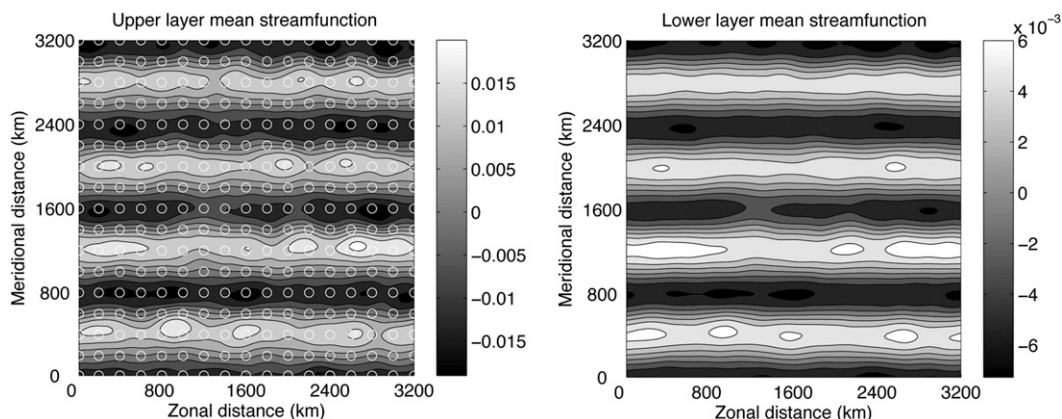 Upper layer mean streamfunction
3200
2400
1600
800
0
Meridional distance (km)
0 800 1600 2400 3200
Zonal distance (km)
0.015
0.01
0.005
0
−0.005
−0.01
−0.015
Lower layer mean streamfunction
3200
2400
1600
800
0
Meridional distance (km)
0 800 1600 2400 3200
Zonal distance (km)
x 10⁻³
6
4
2
0
−2
−4
−6